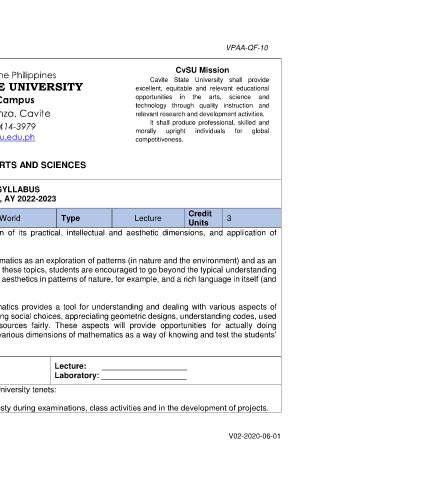 VPAA-QF-10
he Philippines
E UNIVERSITY
Campus
nza, Cavite
414-3979
u.edu.ph
CvSU Mission
Cavite State University shall provide
excellent, equitable and relevant educational
opportunities in the arts, science and
technology through quality instruction and
relevant research and development activities.
It shall produce professional, skilled and
morally upright individuals for global
competitiveness.
RTS AND SCIENCES
SYLLABUS
, AY 2022-2023
World Type Lecture Credit Units 3
n of its practical, intellectual and aesthetic dimensions, and application of
matics as an exploration of patterns (in nature and the environment) and as an
these topics, students are encouraged to go beyond the typical understanding
aesthetics in patterns of nature, for example, and a rich language in itself (and
atics provides a tool for understanding and dealing with various aspects of
ng social choices, appreciating geometric designs, understanding codes, used
sources fairly. These aspects will provide opportunities for actually doing
various dimensions of mathematics as a way of knowing and test the students'
Lecture:
Laboratory:
niversity tenets:
sty during examinations, class activities and in the development of projects.
V02-2020-06-01